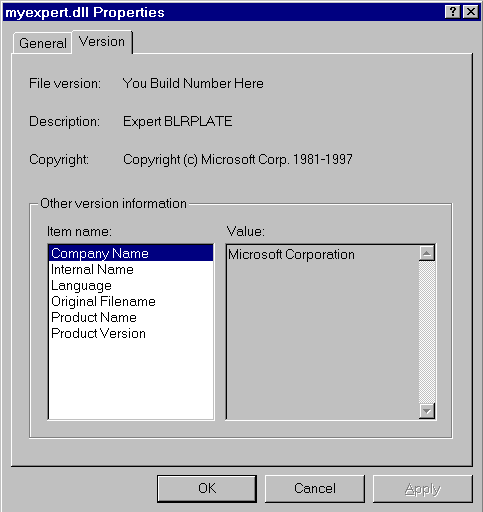 myexpert.dll Properties
General Version
File version: You Build Number Here
Description: Expert BLRPLATE
Copyright: Copyright (c) Microsoft Corp. 1981-1997
Other version information
Item name: Value:
Company Name Microsoft Corporation
Internal Name
Language
Original Filename
Product Name
Product Version
OK Cancel Apply